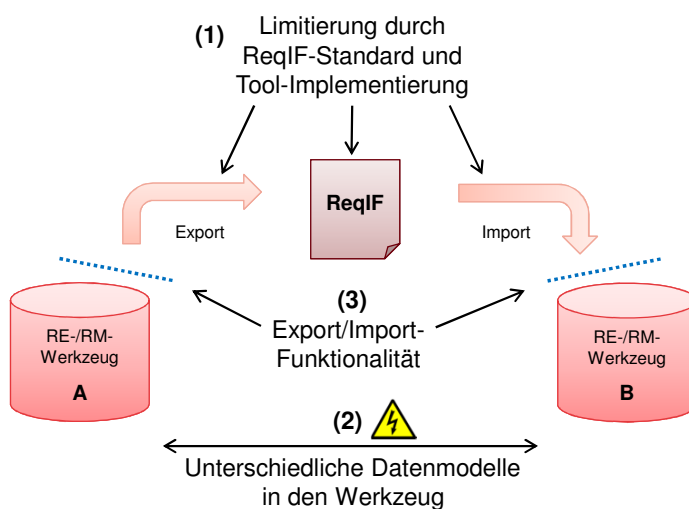 (1) Limitierung durch
ReqIF-Standard und
Tool-Implementierung
ReqIF
Export
Import
(3)
Export/Import-
Funktionalität
RE-/RM-
Werkzeug
A
RE-/RM-
Werkzeug
B
(2)
Unterschiedliche Datenmodelle
in den Werkzeug